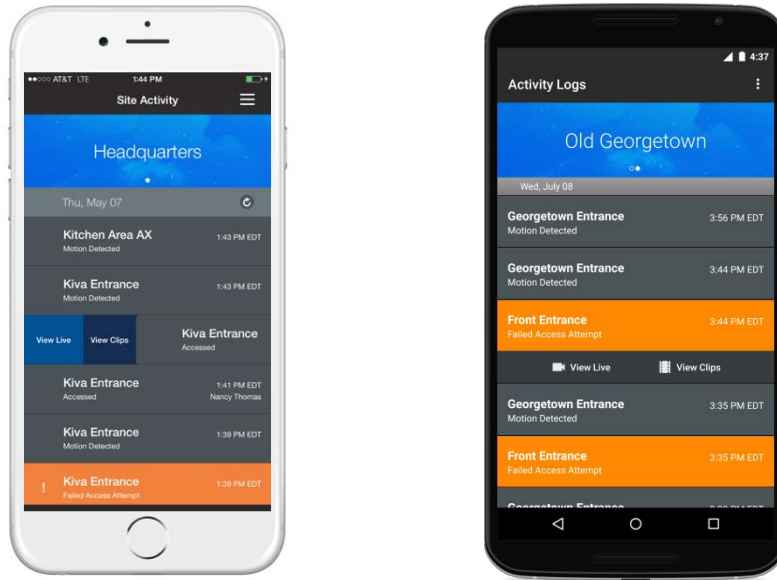 AT&T LTE 1:44 PM
Site Activity
Headquarters
Thu, May 07
Kitchen Area AX 1:43 PM EDT
Motion Detected
Kiva Entrance 1:43 PM EDT
Motion Detected
View Live View Clips Kiva Entrance
Accessed
Kiva Entrance 1:41 PM EDT
Accessed Nancy Thomas
Kiva Entrance 1:39 PM EDT
Motion Detected
! Kiva Entrance 1:39 PM EDT
Failed Access Attempt
4:37
Activity Logs
Old Georgetown
Wed, July 08
Georgetown Entrance 3:56 PM EDT
Motion Detected
Georgetown Entrance 3:44 PM EDT
Motion Detected
Front Entrance 3:44 PM EDT
Failed Access Attempt
View Live View Clips
Georgetown Entrance 3:35 PM EDT
Motion Detected
Front Entrance 3:35 PM EDT
Failed Access Attempt
Georgetown Entrance